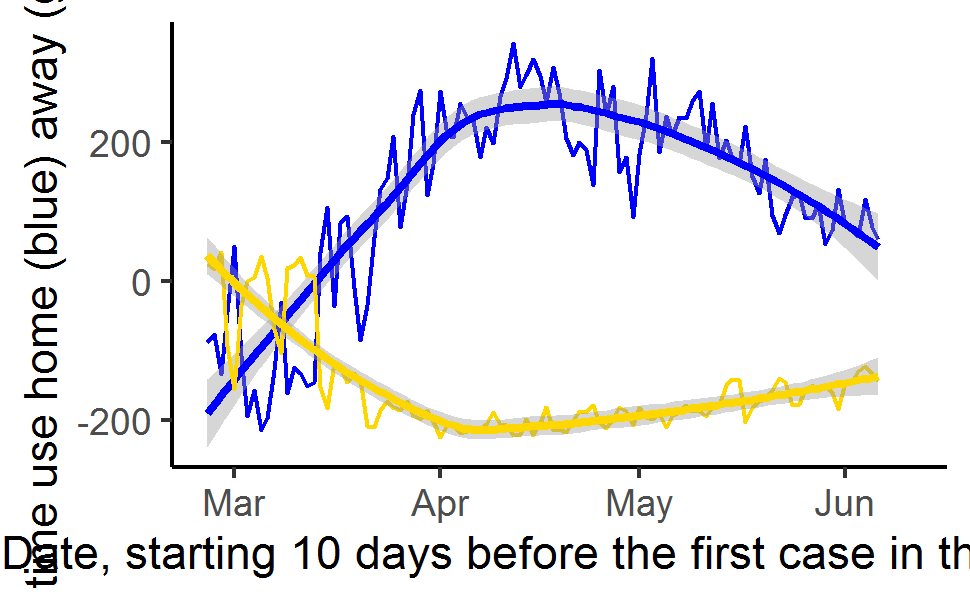 time use home (blue) away (
200
0
-200
Mar Apr May Jun
Date, starting 10 days before the first case in th